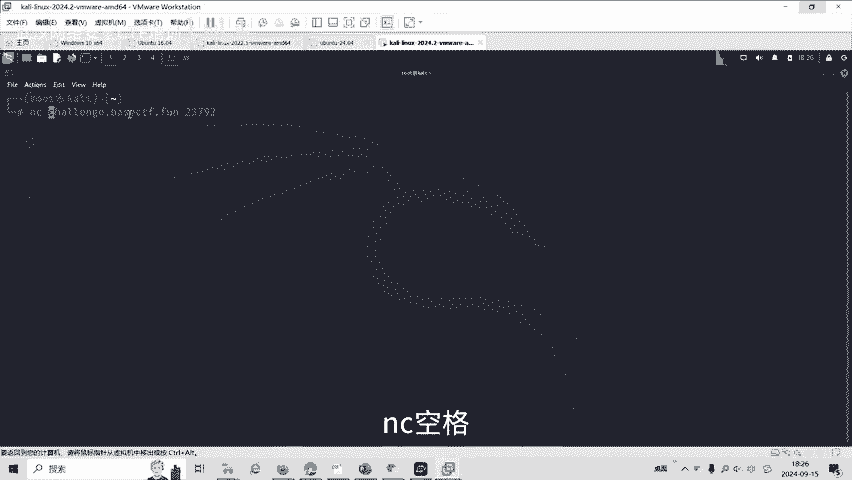 kali-linux-2024.2-vmware-amd64 - VMware Workstation
文件(F) 编辑(E) 查看(V) 虚拟机(M) 选项卡(T) 帮助(H)
主页 Windows 10 x64 Ubuntu 16.04 kali-linux-2022.3-vmware-amd64 ubuntu-24.04 kali-linux-2024.2-vmware-a...
1 2 3 4 18:26
File Actions Edit View Help
(root㉿kali)-[~]
# nc challenge.basectf.fun 23793
nc空格
要返回到您的计算机，请将鼠标指针从虚拟机中移出或按 Ctrl+Alt。
搜索 桌面 18:26
2024-09-15